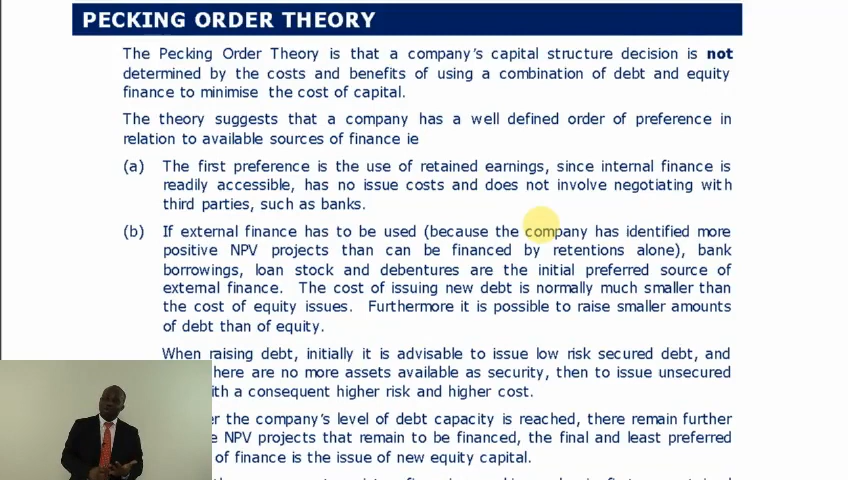 PECKING ORDER THEORY
The Pecking Order Theory is that a company's capital structure decision is not
determined by the costs and benefits of using a combination of debt and equity
finance to minimise the cost of capital.
The theory suggests that a company has a well defined order of preference in
relation to available sources of finance ie
(a) The first preference is the use of retained earnings, since internal finance is
readily accessible, has no issue costs and does not involve negotiating with
third parties, such as banks.
(b) If external finance has to be used (because the company has identified more
positive NPV projects than can be financed by retentions alone), bank
borrowings, loan stock and debentures are the initial preferred source of
external finance. The cost of issuing new debt is normally much smaller than
the cost of equity issues. Furthermore it is possible to raise smaller amounts
of debt than of equity.
When raising debt, initially it is advisable to issue low risk secured debt, and
here are no more assets available as security, then to issue unsecured
ith a consequent higher risk and higher cost.
er the company's level of debt capacity is reached, there remain further
e NPV projects that remain to be financed, the final and least preferred
of finance is the issue of new equity capital.